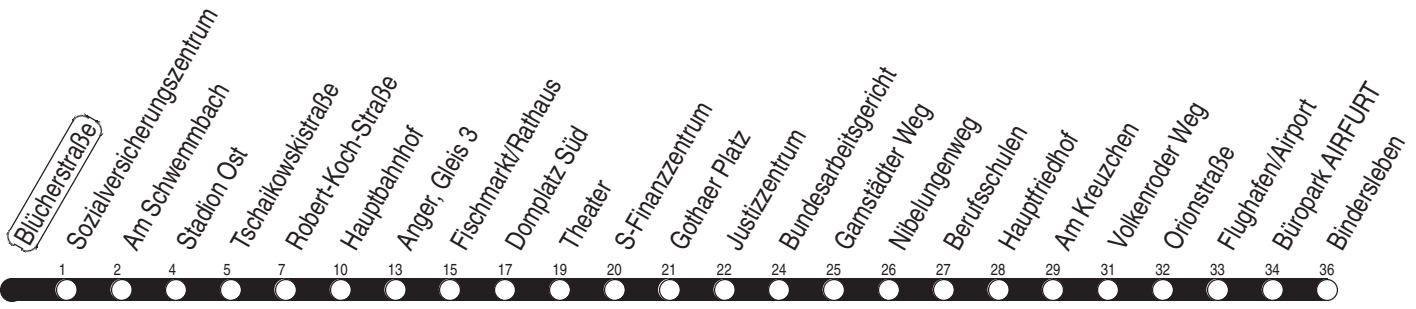 Blücherstraße
Sozialversicherungszentrum
Am Schwemmbach
Stadion Ost
Tschaikowskistraße
Robert-Koch-Straße
Hauptbahnhof
Anger, Gleis 3
Fischmarkt/Rathaus
Domplatz Süd
Theater
S-Finanzzentrum
Gothaer Platz
Justizzentrum
Bundesarbeitsgericht
Gamstädter Weg
Nibelungenweg
Berufsschulen
Hauptfriedhof
Am Kreuzchen
Volkenroder Weg
Orionstraße
Flughafen/Airport
Büropark AIRFURT
Bindersleben
1 2 4 5 7 10 13 15 17 19 20 21 22 24 25 26 27 28 29 31 32 33 34 36